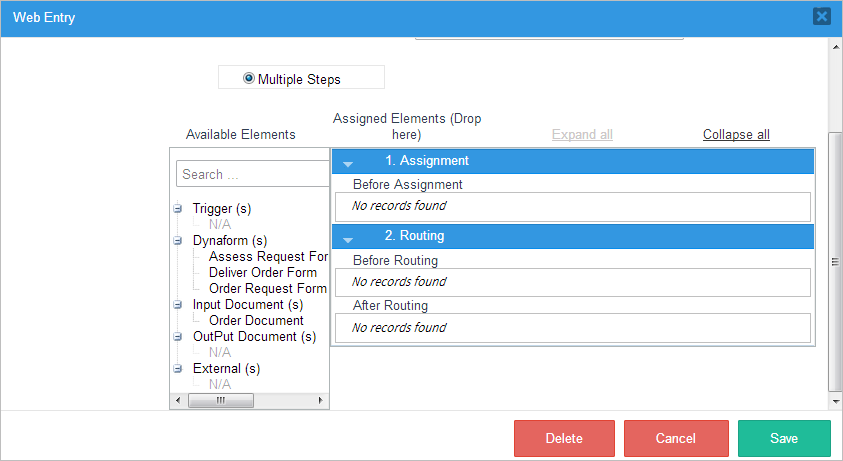 Web Entry
Multiple Steps
Available Elements
Assigned Elements (Drop
here)
Expand all
Collapse all
Search ...
Trigger (s)
N/A
Dynaform (s)
Assess Request For
Deliver Order Form
Order Request Form
Input Document (s)
Order Document
OutPut Document (s)
N/A
External (s)
N/A
1. Assignment
Before Assignment
No records found
2. Routing
Before Routing
No records found
After Routing
No records found
Delete
Cancel
Save